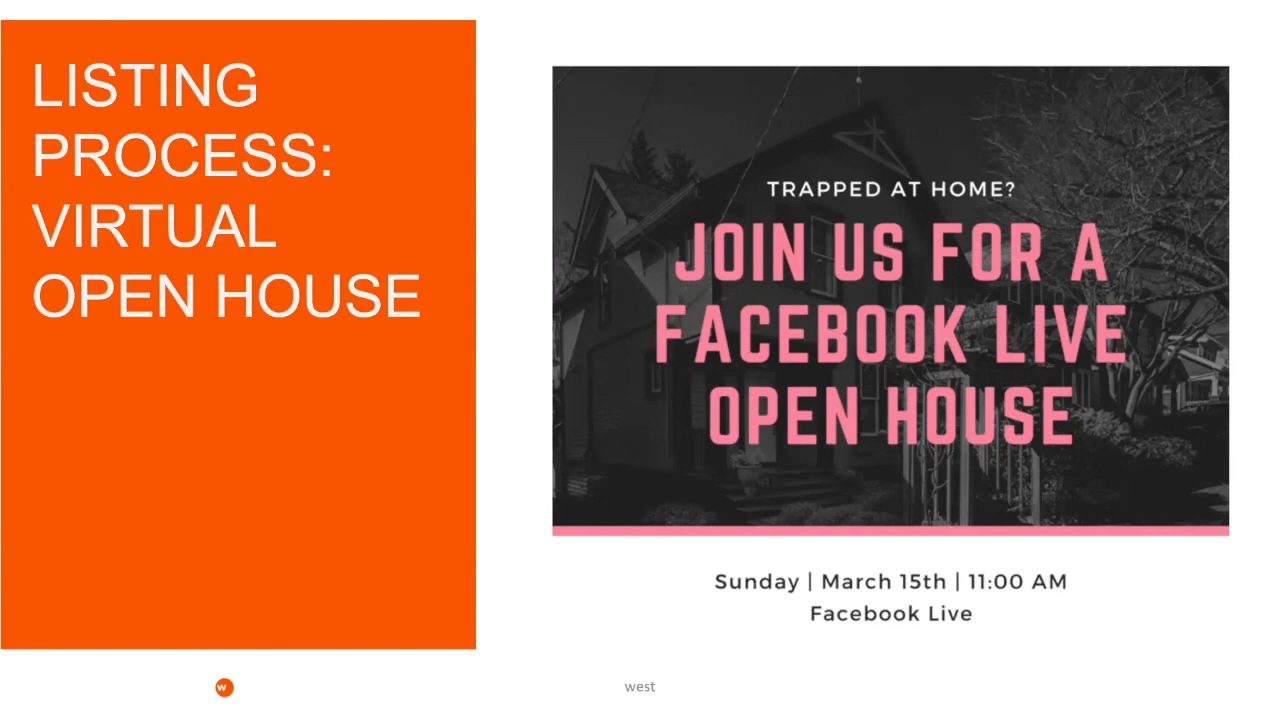 LISTING
PROCESS:
VIRTUAL
OPEN HOUSE
TRAPPED AT HOME?
JOIN US FOR A
FACEBOOK LIVE
OPEN HOUSE
Sunday | March 15th | 11:00 AM
Facebook Live
w
west